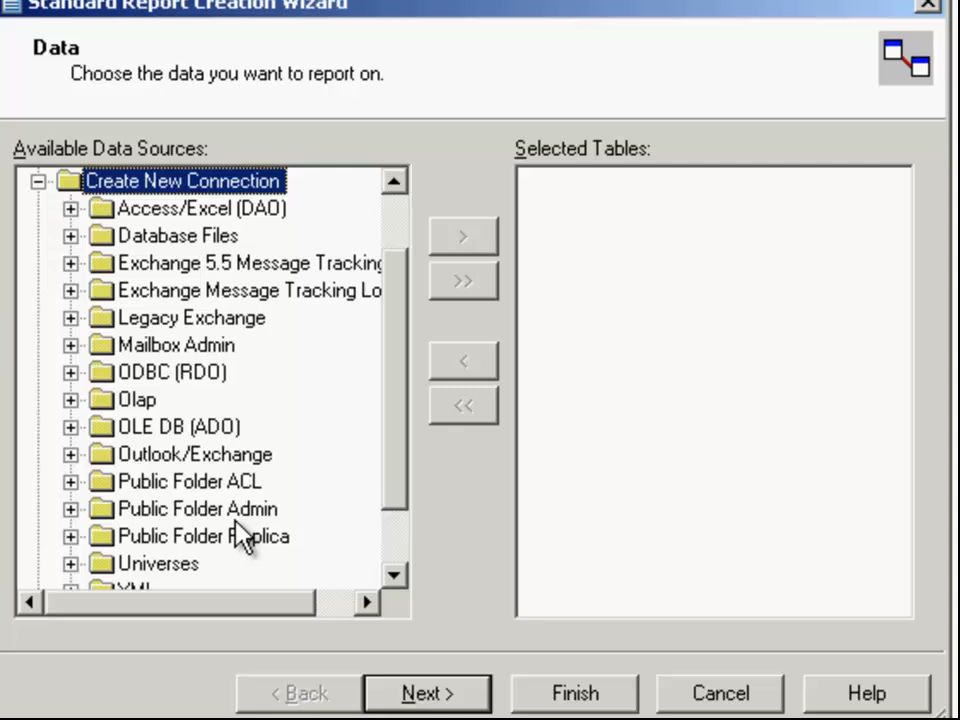 Standard Report Creation Wizard
Data
Choose the data you want to report on.
Available Data Sources:
Selected Tables:
Create New Connection
Access/Excel (DAO)
Database Files
Exchange 5.5 Message Tracking
Exchange Message Tracking Lo
Legacy Exchange
Mailbox Admin
ODBC (RDO)
Olap
OLE DB (ADO)
Outlook/Exchange
Public Folder ACL
Public Folder Admin
Public Folder Replica
Universes
XML
>
>>
<
<<
< Back
Next >
Finish
Cancel
Help